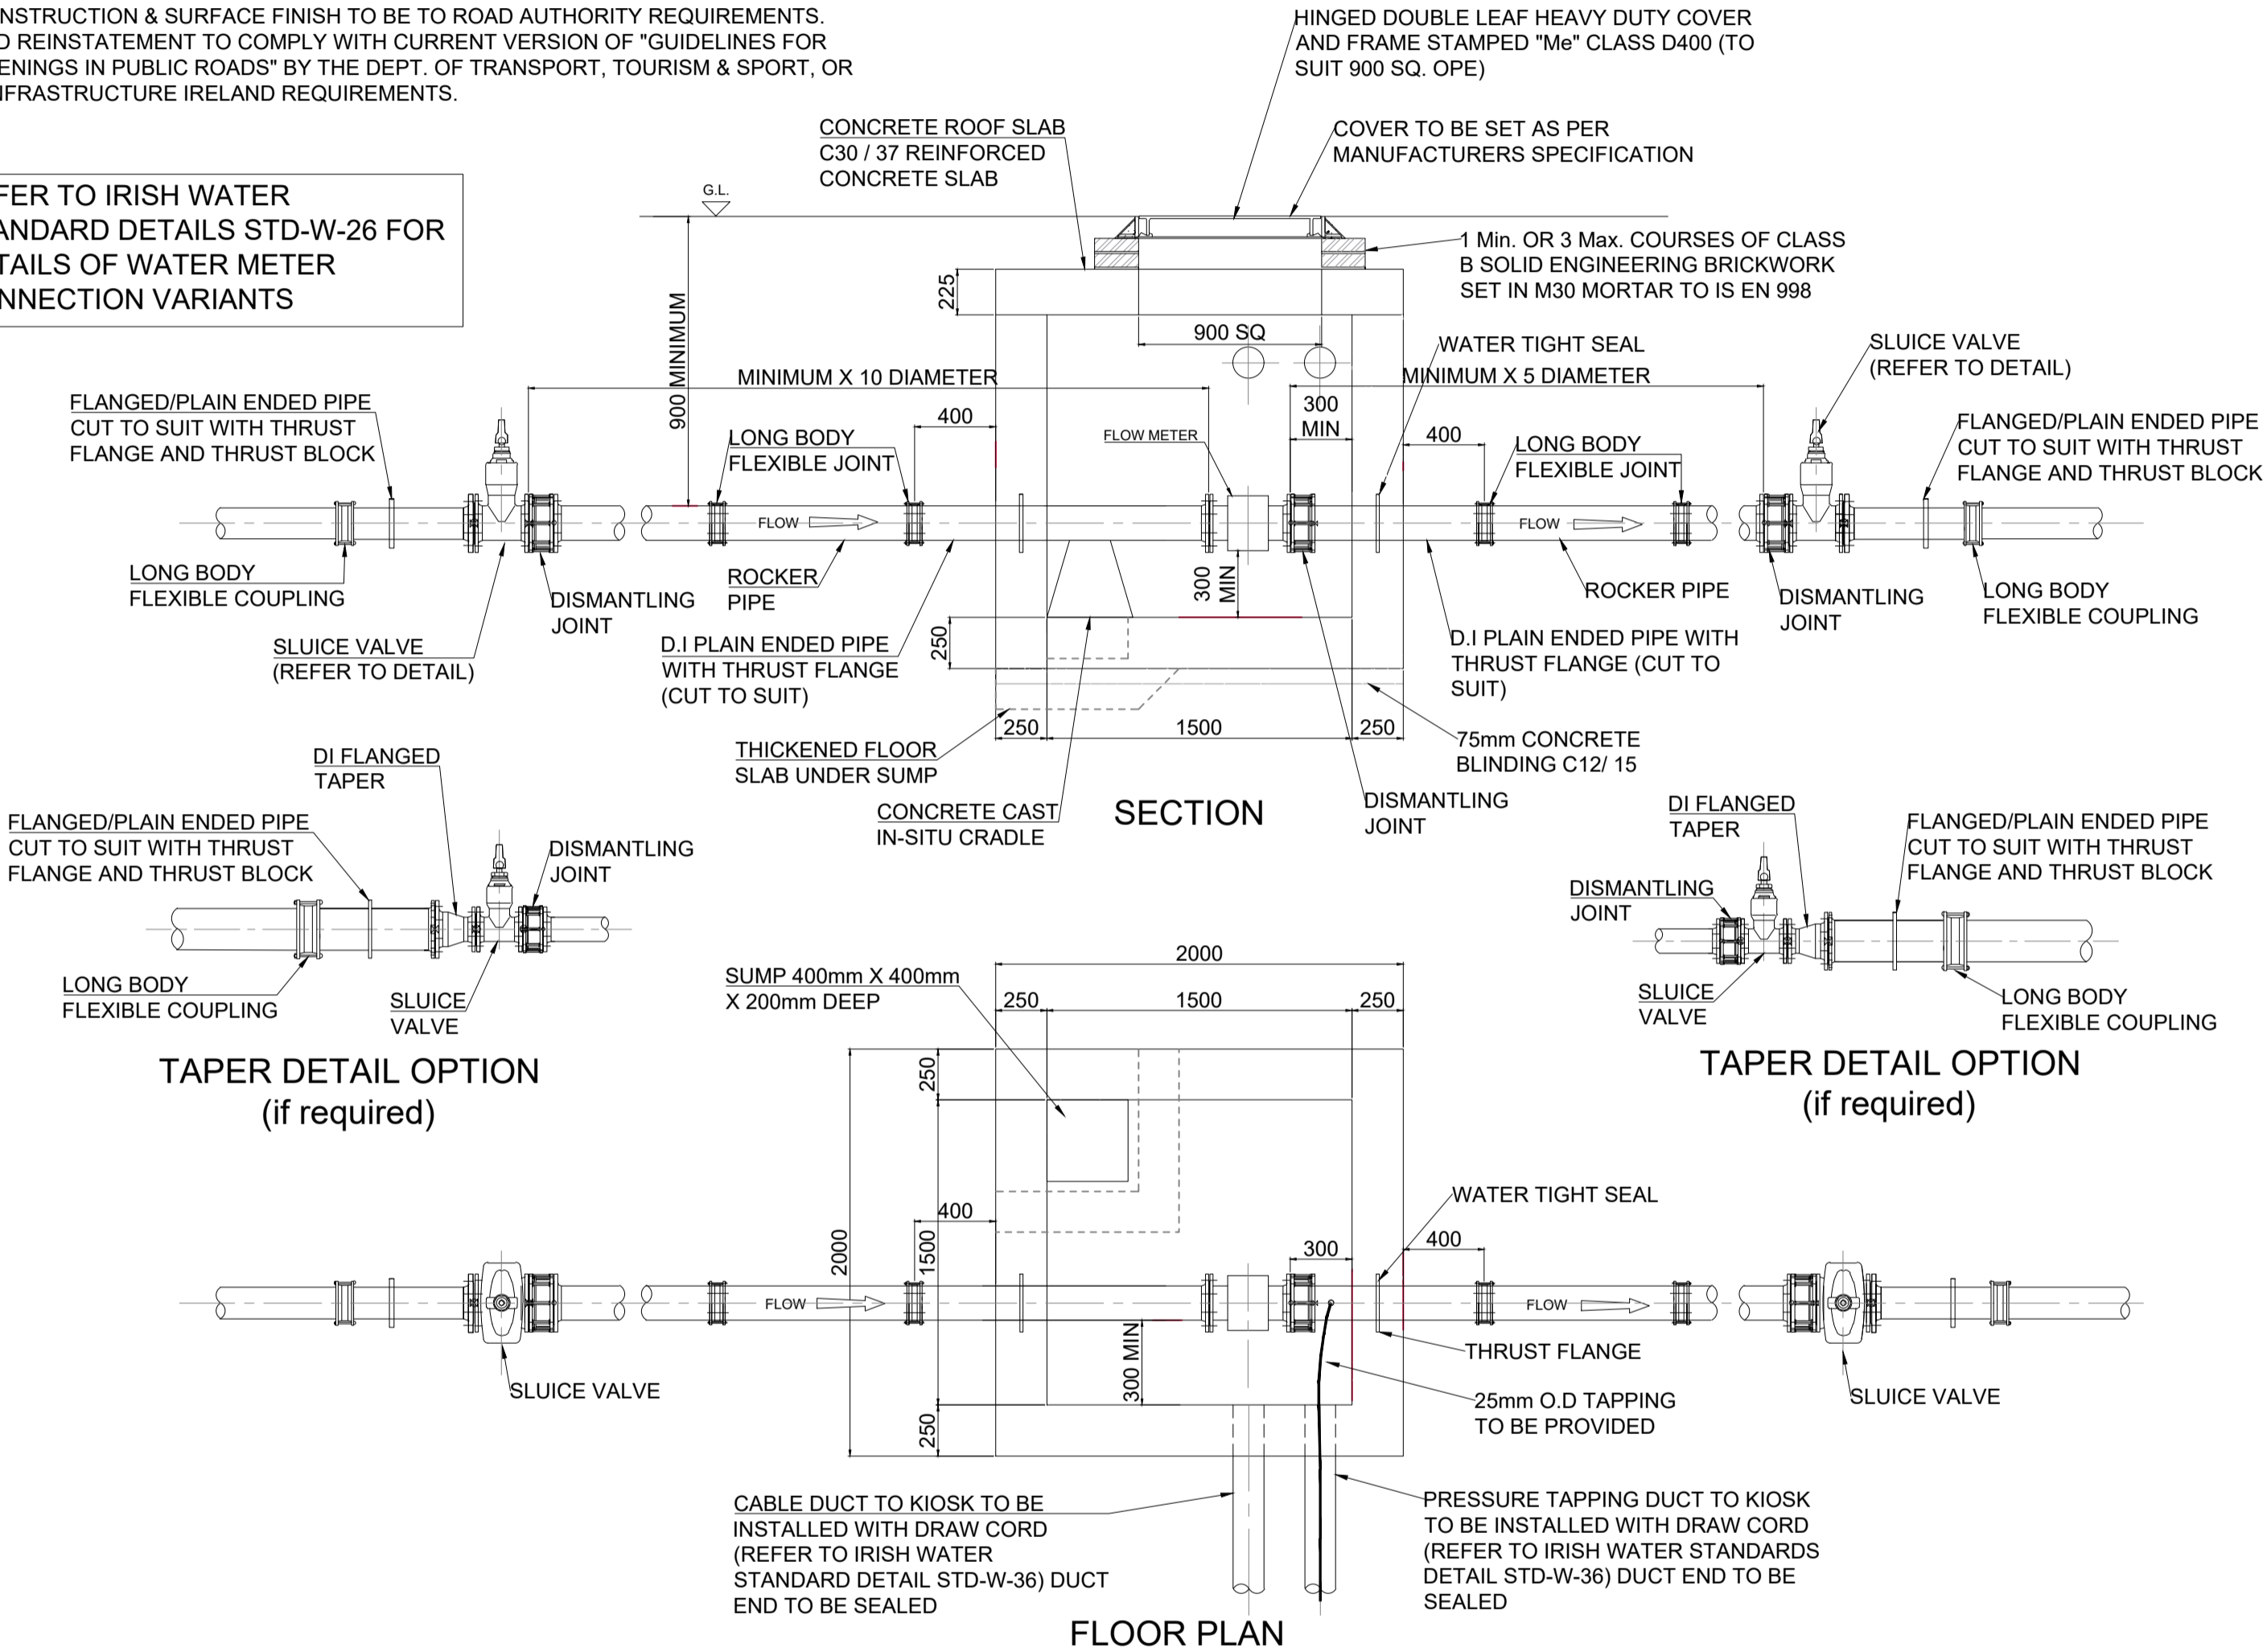 NSTRUCTION & SURFACE FINISH TO BE TO ROAD AUTHORITY REQUIREMENTS.
D REINSTATEMENT TO COMPLY WITH CURRENT VERSION OF "GUIDELINES FOR
ENINGS IN PUBLIC ROADS" BY THE DEPT. OF TRANSPORT, TOURISM & SPORT, OR
NFRASTRUCTURE IRELAND REQUIREMENTS.
FER TO IRISH WATER
ANDARD DETAILS STD-W-26 FOR
TAILS OF WATER METER
NNECTION VARIANTS
HINGED DOUBLE LEAF HEAVY DUTY COVER
AND FRAME STAMPED "Me" CLASS D400 (TO
SUIT 900 SQ. OPE)
CONCRETE ROOF SLAB
C30 / 37 REINFORCED
CONCRETE SLAB
COVER TO BE SET AS PER
MANUFACTURERS SPECIFICATION
G.L.
1 Min. OR 3 Max. COURSES OF CLASS
B SOLID ENGINEERING BRICKWORK
SET IN M30 MORTAR TO IS EN 998
225
900 MINIMUM
900 SQ
WATER TIGHT SEAL
SLUICE VALVE
(REFER TO DETAIL)
MINIMUM X 10 DIAMETER
MINIMUM X 5 DIAMETER
FLANGED/PLAIN ENDED PIPE
CUT TO SUIT WITH THRUST
FLANGE AND THRUST BLOCK
400
300
MIN
400
LONG BODY
FLEXIBLE JOINT
FLOW METER
LONG BODY
FLEXIBLE JOINT
FLANGED/PLAIN ENDED PIPE
CUT TO SUIT WITH THRUST
FLANGE AND THRUST BLOCK
FLOW
FLOW
LONG BODY
FLEXIBLE COUPLING
SLUICE VALVE
(REFER TO DETAIL)
DISMANTLING
JOINT
ROCKER
PIPE
D.I PLAIN ENDED PIPE
WITH THRUST FLANGE
(CUT TO SUIT)
300
MIN
250
ROCKER PIPE
D.I PLAIN ENDED PIPE WITH
THRUST FLANGE (CUT TO
SUIT)
DISMANTLING
JOINT
LONG BODY
FLEXIBLE COUPLING
250
1500
250
THICKENED FLOOR
SLAB UNDER SUMP
75mm CONCRETE
BLINDING C12/ 15
CONCRETE CAST
IN-SITU CRADLE
DISMANTLING
JOINT
SECTION
DI FLANGED
TAPER
FLANGED/PLAIN ENDED PIPE
CUT TO SUIT WITH THRUST
FLANGE AND THRUST BLOCK
DISMANTLING
JOINT
LONG BODY
FLEXIBLE COUPLING
SLUICE
VALVE
TAPER DETAIL OPTION
(if required)
DI FLANGED
TAPER
FLANGED/PLAIN ENDED PIPE
CUT TO SUIT WITH THRUST
FLANGE AND THRUST BLOCK
DISMANTLING
JOINT
SLUICE
VALVE
LONG BODY
FLEXIBLE COUPLING
TAPER DETAIL OPTION
(if required)
2000
SUMP 400mm X 400mm
X 200mm DEEP
250
1500
250
250
400
2000
1500
250
300
400
WATER TIGHT SEAL
FLOW
FLOW
300 MIN
THRUST FLANGE
SLUICE VALVE
25mm O.D TAPPING
TO BE PROVIDED
SLUICE VALVE
CABLE DUCT TO KIOSK TO BE
INSTALLED WITH DRAW CORD
(REFER TO IRISH WATER
STANDARD DETAIL STD-W-36) DUCT
END TO BE SEALED
PRESSURE TAPPING DUCT TO KIOSK
TO BE INSTALLED WITH DRAW CORD
(REFER TO IRISH WATER STANDARDS
DETAIL STD-W-36) DUCT END TO BE
SEALED
FLOOR PLAN